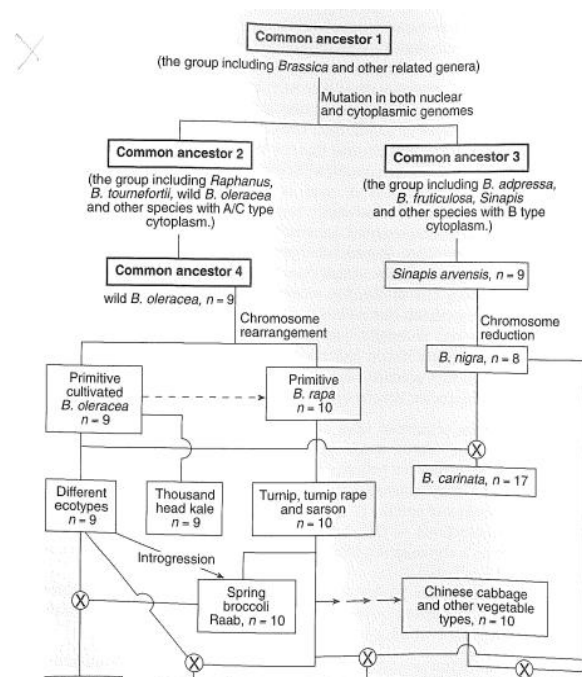 Common ancestor 1
(the group including Brassica and other related genera)
Mutation in both nuclear
and cytoplasmic genomes
Common ancestor 2
(the group including Raphanus,
B. tournefortii, wild B. oleracea
and other species with A/C type
cytoplasm.)
Common ancestor 3
(the group including B. adpressa,
B. fruticulosa, Sinapis
and other species with B type
cytoplasm.)
Common ancestor 4
wild B. oleracea, n = 9
Sinapis arvensis, n = 9
Chromosome
rearrangement
Chromosome
reduction
B. nigra, n = 8
Primitive
cultivated
B. oleracea
n = 9
Primitive
B. rapa
n = 10
X
B. carinata, n = 17
Different
ecotypes
n = 9
Thousand
head kale
n = 9
Turnip, turnip rape
and sarson
n = 10
Introgression
X
Spring
broccoli
Raab, n = 10
Chinese cabbage
and other vegetable
types, n = 10
X
X
X